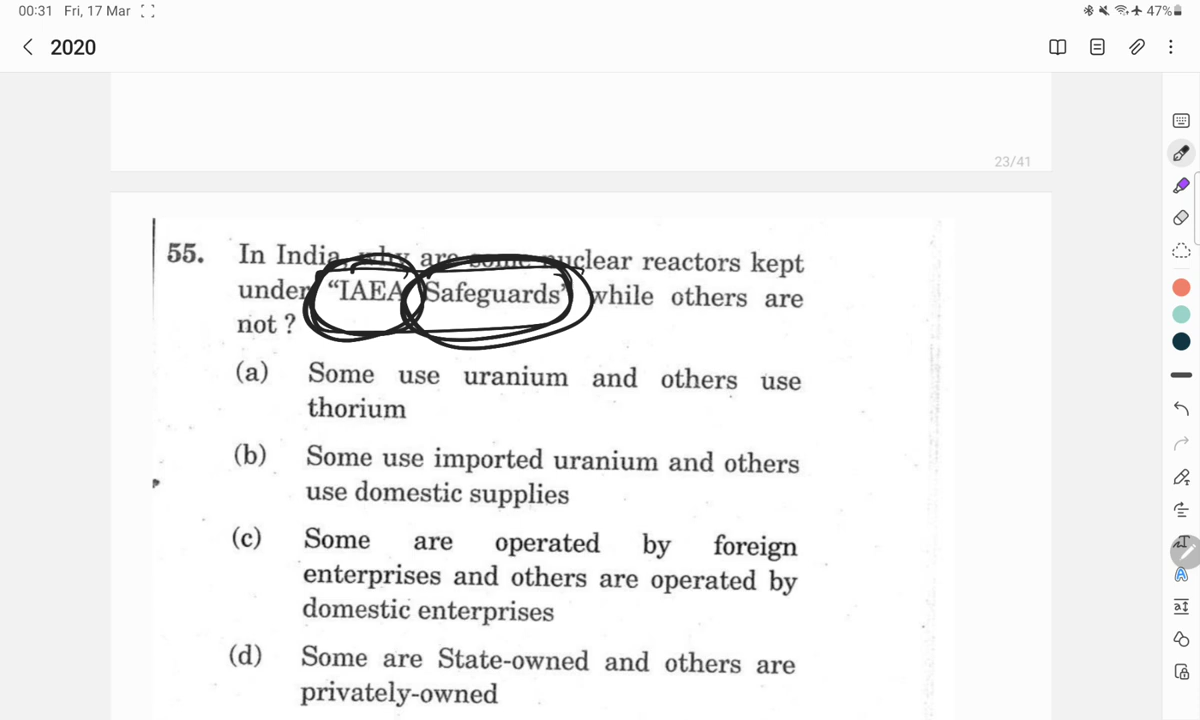 00:31 Fri, 17 Mar
47%
2020
23/41
55. In India, why are some nuclear reactors kept
under “IAEA Safeguards” while others are
not ?
(a) Some use uranium and others use
thorium
(b) Some use imported uranium and others
use domestic supplies
(c) Some are operated by foreign
enterprises and others are operated by
domestic enterprises
(d) Some are State-owned and others are
privately-owned